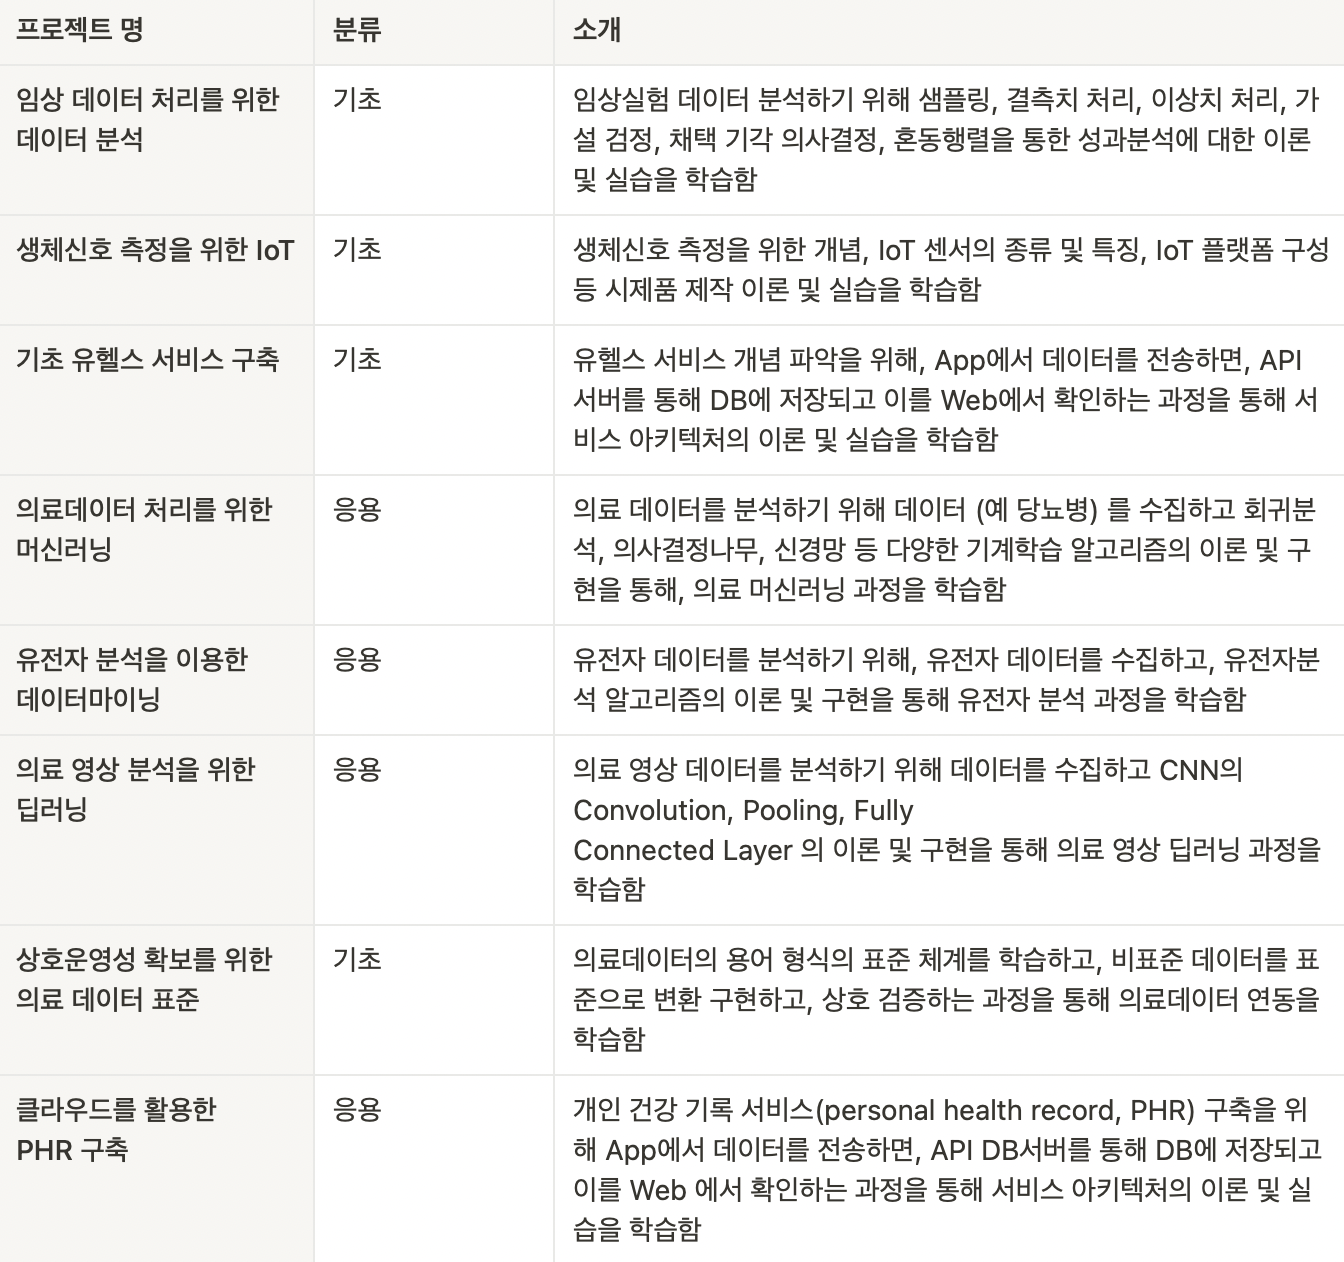 프로젝트 명
분류
소개
임상 데이터 처리를 위한
데이터 분석
기초
임상실험 데이터 분석하기 위해 샘플링, 결측치 처리, 이상치 처리, 가
설 검정, 채택 기각 의사결정, 혼동행렬을 통한 성과분석에 대한 이론
및 실습을 학습함
생체신호 측정을 위한 IoT
기초
생체신호 측정을 위한 개념, IoT 센서의 종류 및 특징, IoT 플랫폼 구성
등 시제품 제작 이론 및 실습을 학습함
기초 유헬스 서비스 구축
기초
유헬스 서비스 개념 파악을 위해, App에서 데이터를 전송하면, API
서버를 통해 DB에 저장되고 이를 Web에서 확인하는 과정을 통해 서
비스 아키텍처의 이론 및 실습을 학습함
의료데이터 처리를 위한
머신러닝
응용
의료 데이터를 분석하기 위해 데이터 (예 당뇨병) 를 수집하고 회귀분
석, 의사결정나무, 신경망 등 다양한 기계학습 알고리즘의 이론 및 구
현을 통해, 의료 머신러닝 과정을 학습함
유전자 분석을 이용한
데이터마이닝
응용
유전자 데이터를 분석하기 위해, 유전자 데이터를 수집하고, 유전자분
석 알고리즘의 이론 및 구현을 통해 유전자 분석 과정을 학습함
의료 영상 분석을 위한
딥러닝
응용
의료 영상 데이터를 분석하기 위해 데이터를 수집하고 CNN의
Convolution, Pooling, Fully
Connected Layer 의 이론 및 구현을 통해 의료 영상 딥러닝 과정을
학습함
상호운영성 확보를 위한
의료 데이터 표준
기초
의료데이터의 용어 형식의 표준 체계를 학습하고, 비표준 데이터를 표
준으로 변환 구현하고, 상호 검증하는 과정을 통해 의료데이터 연동을
학습함
클라우드를 활용한
PHR 구축
응용
개인 건강 기록 서비스(personal health record, PHR) 구축을 위
해 App에서 데이터를 전송하면, API DB서버를 통해 DB에 저장되고
이를 Web 에서 확인하는 과정을 통해 서비스 아키텍처의 이론 및 실
습을 학습함